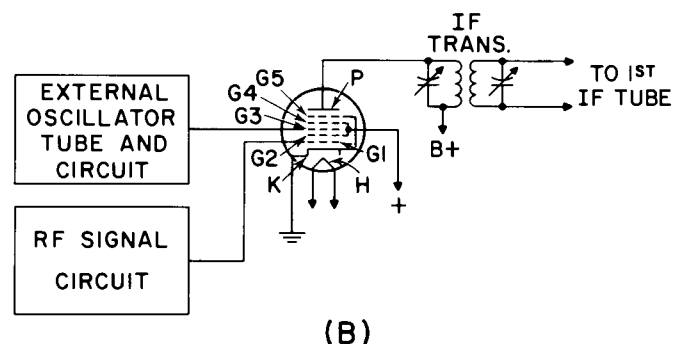 IF
TRANS.
TO 1ST
IF TUBE
B+
EXTERNAL
OSCILLATOR
TUBE AND
CIRCUIT
G5
G4
G3
G2
K
P
G1
H
+
RF SIGNAL
CIRCUIT
(B)